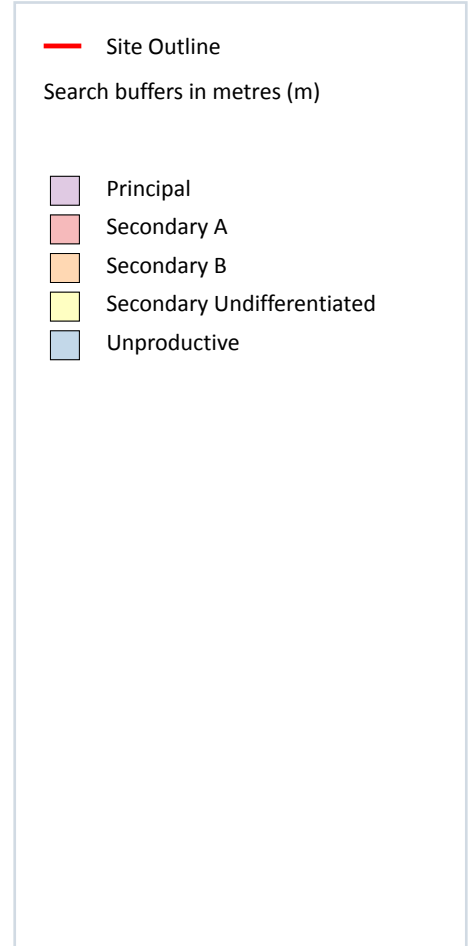 Site Outline
Search buffers in metres (m)
Principal
Secondary A
Secondary B
Secondary Undifferentiated
Unproductive